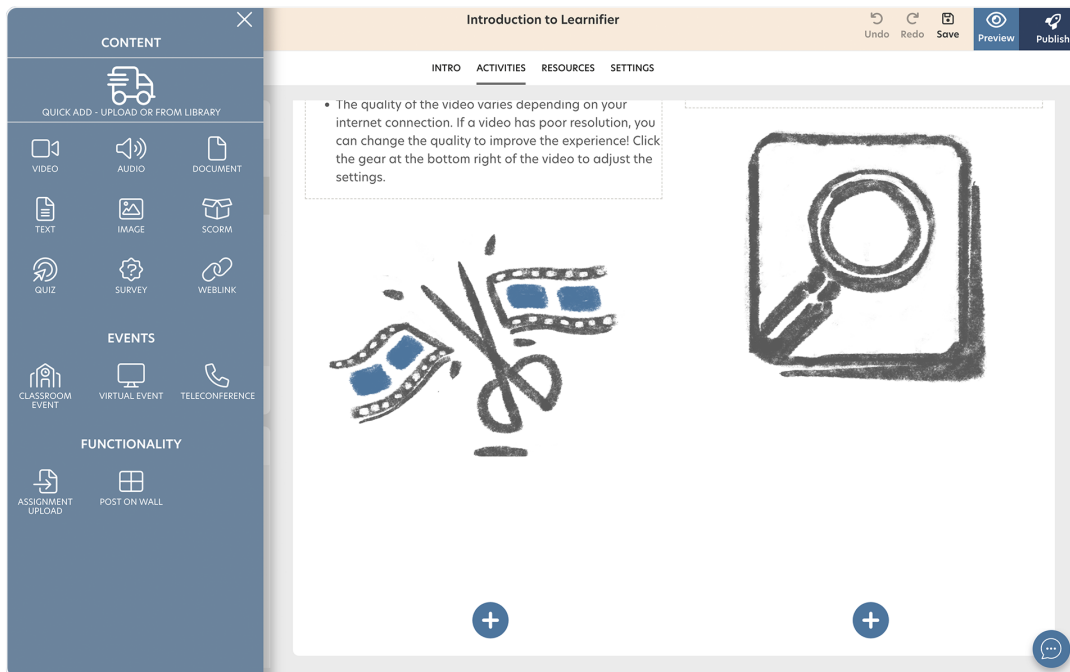 Introduction to Learnifier
Undo
Redo
Save
Preview
Publish
INTRO
ACTIVITIES
RESOURCES
SETTINGS
CONTENT
QUICK ADD - UPLOAD OR FROM LIBRARY
VIDEO
AUDIO
DOCUMENT
TEXT
IMAGE
SCORM
QUIZ
SURVEY
WEBLINK
EVENTS
CLASSROOM
EVENT
VIRTUAL EVENT
TELECONFERENCE
FUNCTIONALITY
ASSIGNMENT
UPLOAD
POST ON WALL
• The quality of the video varies depending on your
internet connection. If a video has poor resolution, you
can change the quality to improve the experience! Click
the gear at the bottom right of the video to adjust the
settings.